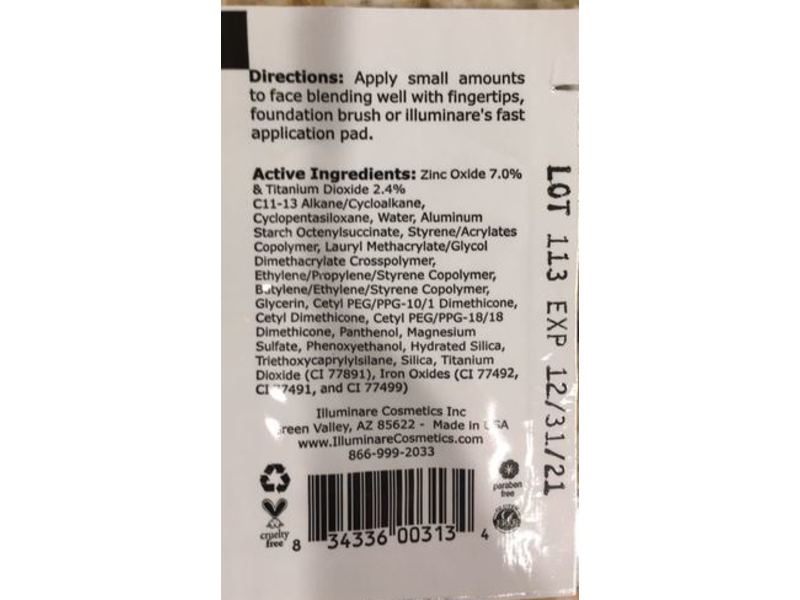 Directions: Apply small amounts
to face blending well with fingertips,
foundation brush or illuminare's fast
application pad.
Active Ingredients: Zinc Oxide 7.0%
& Titanium Dioxide 2.4%
C11-13 Alkane/Cycloalkane,
Cyclopentasiloxane, Water, Aluminum
Starch Octenylsuccinate, Styrene/Acrylates
Copolymer, Lauryl Methacrylate/Glycol
Dimethacrylate Crosspolymer,
Ethylene/Propylene/Styrene Copolymer,
Butylene/Ethylene/Styrene Copolymer,
Glycerin, Cetyl PEG/PPG-10/1 Dimethicone,
Cetyl Dimethicone, Cetyl PEG/PPG-18/18
Dimethicone, Panthenol, Magnesium
Sulfate, Phenoxyethanol, Hydrated Silica,
Triethoxycaprylylsilane, Silica, Titanium
Dioxide (CI 77891), Iron Oxides (CI 77492,
CI 77491, and CI 77499)
Illuminare Cosmetics Inc
Green Valley, AZ 85622 - Made in USA
www.IlluminareCosmetics.com
866-999-2033
paraben
free
cruelty
free
8 34336 00313 4
LOT 113 EXP 12/31/21